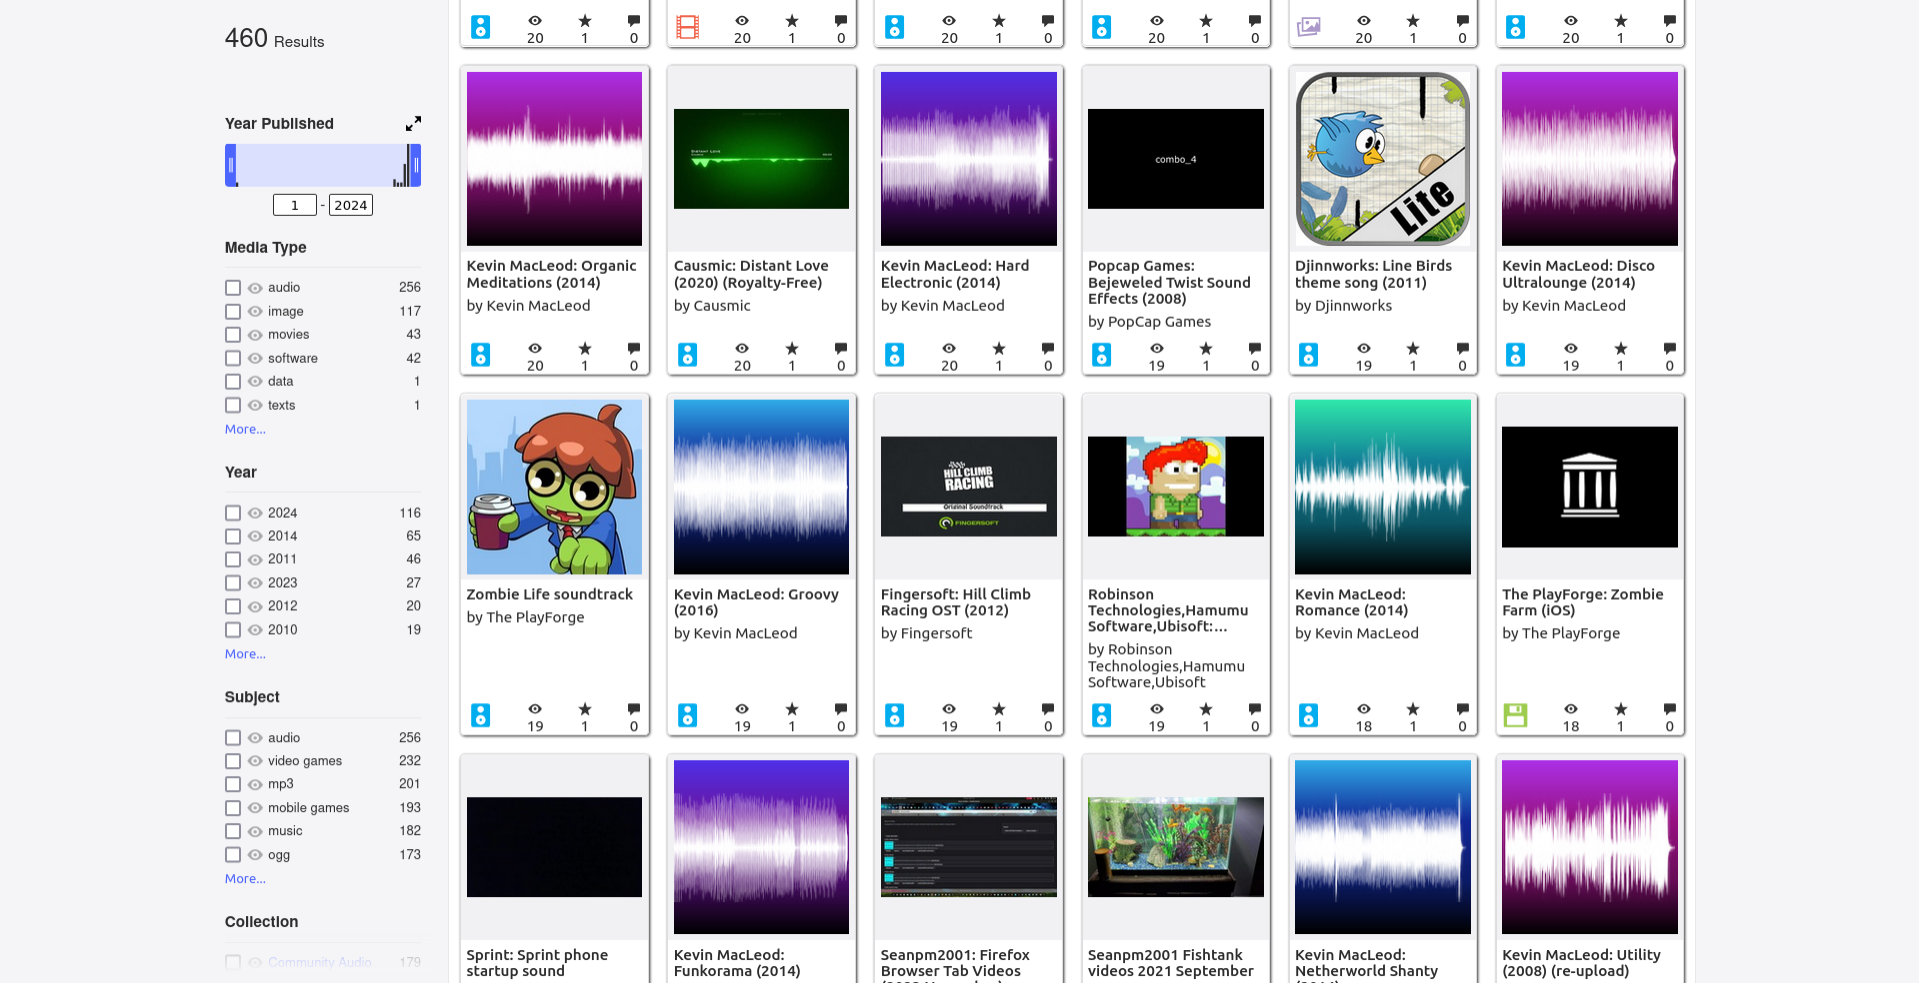 460 Results
Year Published
1 - 2024
Media Type
audio 256
image 117
movies 43
software 42
data 1
texts 1
More...
Year
2024 116
2014 65
2011 46
2023 27
2012 20
2010 19
More...
Subject
audio 256
video games 232
mp3 201
mobile games 193
music 182
ogg 173
More...
Collection
Community Audio 179
20 1 0
20 1 0
20 1 0
20 1 0
20 1 0
20 1 0
Kevin MacLeod: Organic
Meditations (2014)
by Kevin MacLeod
20 1 0
Distant Love
Causmic: Distant Love
(2020) (Royalty-Free)
by Causmic
20 1 0
Kevin MacLeod: Hard
Electronic (2014)
by Kevin MacLeod
20 1 0
combo_4
Popcap Games:
Bejeweled Twist Sound
Effects (2008)
by PopCap Games
19 1 0
Lite
Djinnworks: Line Birds
theme song (2011)
by Djinnworks
19 1 0
Kevin MacLeod: Disco
Ultralounge (2014)
by Kevin MacLeod
19 1 0
Zombie Life soundtrack
by The PlayForge
19 1 0
Kevin MacLeod: Groovy
(2016)
by Kevin MacLeod
19 1 0
HILL CLIMB
RACING
Original Soundtrack
FINGERSOFT
Fingersoft: Hill Climb
Racing OST (2012)
by Fingersoft
19 1 0
Robinson
Technologies,Hamumu
Software,Ubisoft:...
by Robinson
Technologies,Hamumu
Software,Ubisoft
19 1 0
Kevin MacLeod:
Romance (2014)
by Kevin MacLeod
18 1 0
The PlayForge: Zombie
Farm (iOS)
by The PlayForge
18 1 0
Sprint: Sprint phone
startup sound
Kevin MacLeod:
Funkorama (2014)
Seanpm2001: Firefox
Browser Tab Videos
Seanpm2001 Fishtank
videos 2021 September
Kevin MacLeod:
Netherworld Shanty
Kevin MacLeod: Utility
(2008) (re-upload)